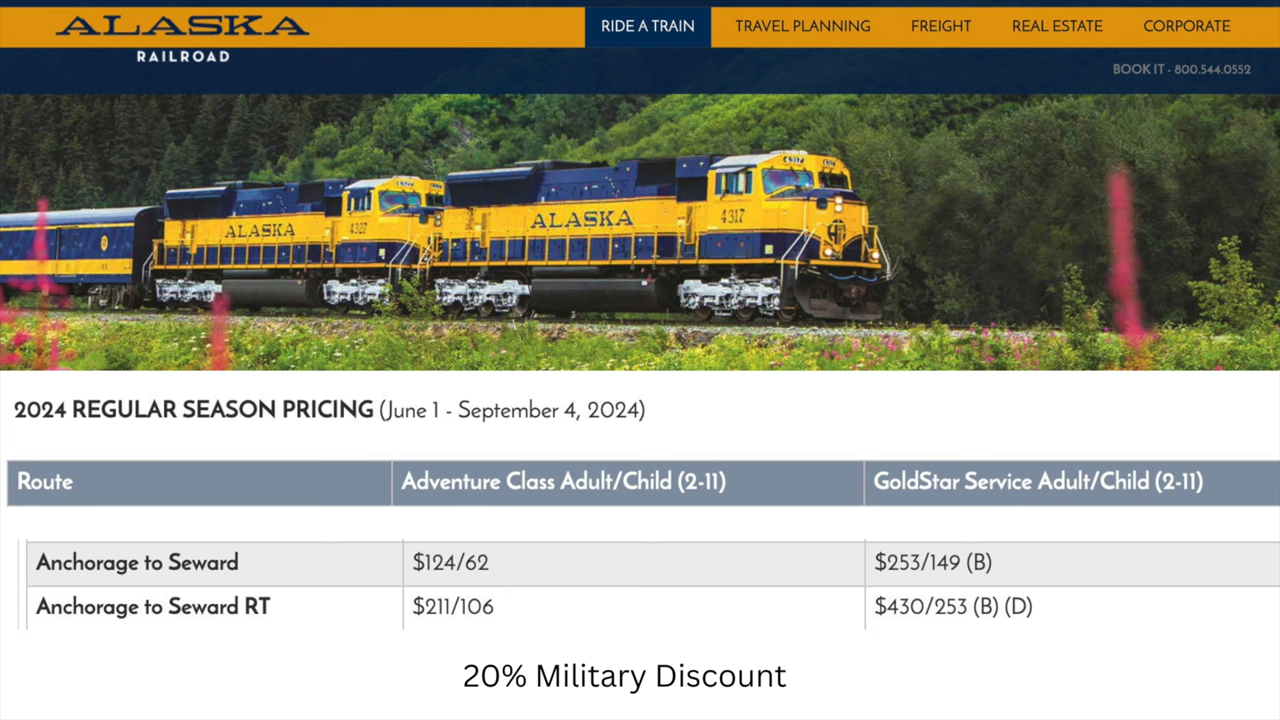 ALASKA
RAILROAD
RIDE A TRAIN TRAVEL PLANNING FREIGHT REAL ESTATE CORPORATE
BOOK IT - 800.544.0552
4317 4317
4327
ALASKA 4327
ALASKA 4317
2024 REGULAR SEASON PRICING (June 1 - September 4, 2024)
Route Adventure Class Adult/Child (2-11) GoldStar Service Adult/Child (2-11)
Anchorage to Seward $124/62 $253/149 (B)
Anchorage to Seward RT $211/106 $430/253 (B) (D)
20% Military Discount